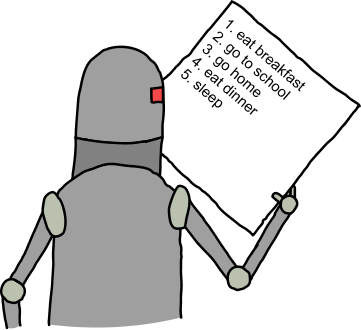 1. eat breakfast
2. go to school
3. go home
4. eat dinner
5. sleep